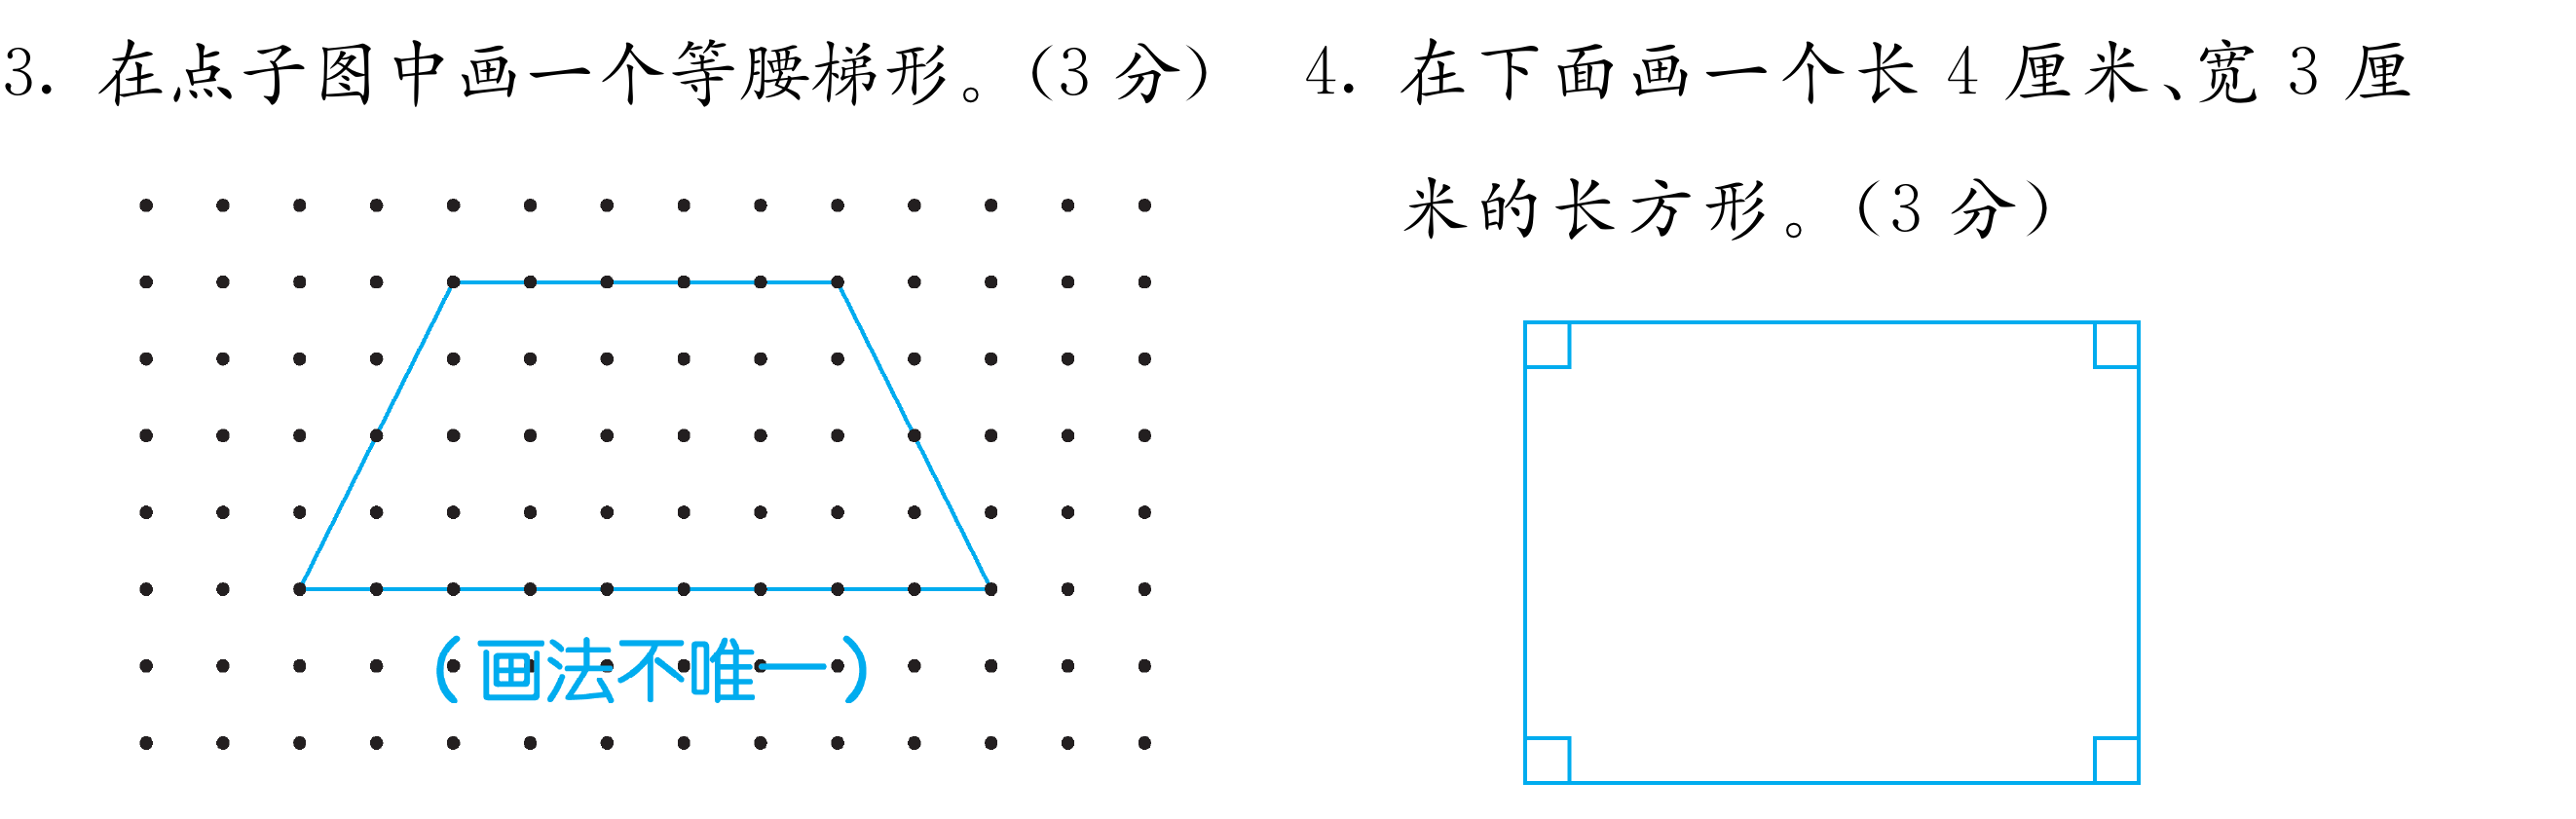 3. 在点子图中画一个等腰梯形。(3 分)
(画法不唯一)
4. 在下面画一个长 4 厘米、宽 3 厘
米的长方形。(3 分)